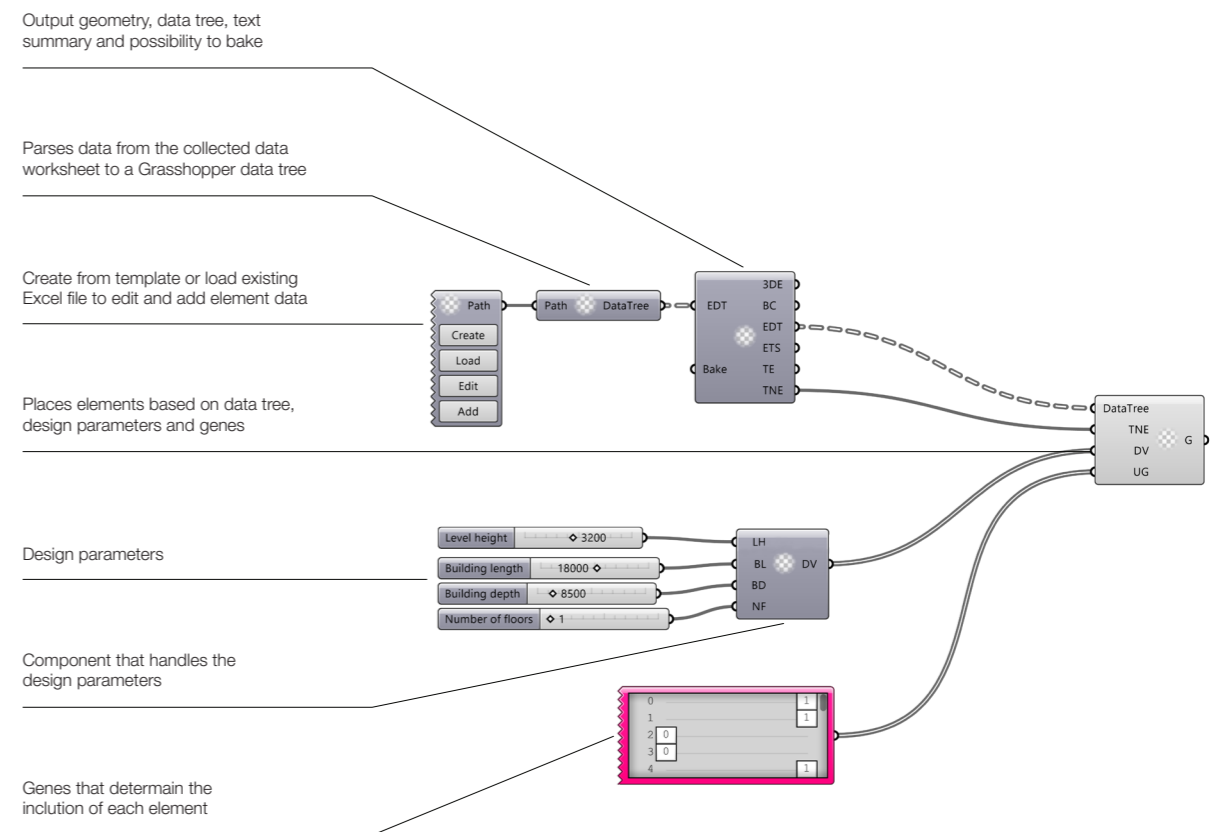 Output geometry, data tree, text
summary and possibility to bake
Parses data from the collected data
worksheet to a Grasshopper data tree
Create from template or load existing
Excel file to edit and add element data
Places elements based on data tree,
design parameters and genes
Design parameters
Component that handles the
design parameters
Genes that determain the
inclution of each element
Path
Create
Load
Edit
Add
Path DataTree
EDT
Bake
3DE
BC
EDT
ETS
TE
TNE
DataTree
TNE
DV
UG
G
Level height 3200
Building length 18000
Building depth 8500
Number of floors 1
LH
BL
BD
NF
DV
0 1
1 1
2 0
3 0
4 1